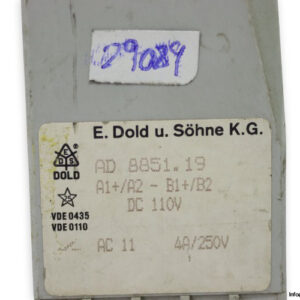 29029
E. Dold u. Söhne K.G.
E D S
DOLD
AD 8851.19
A1+/A2 - B1+/B2
DC 110V
VDE 0435
VDE 0110
AC 11 4A/250V